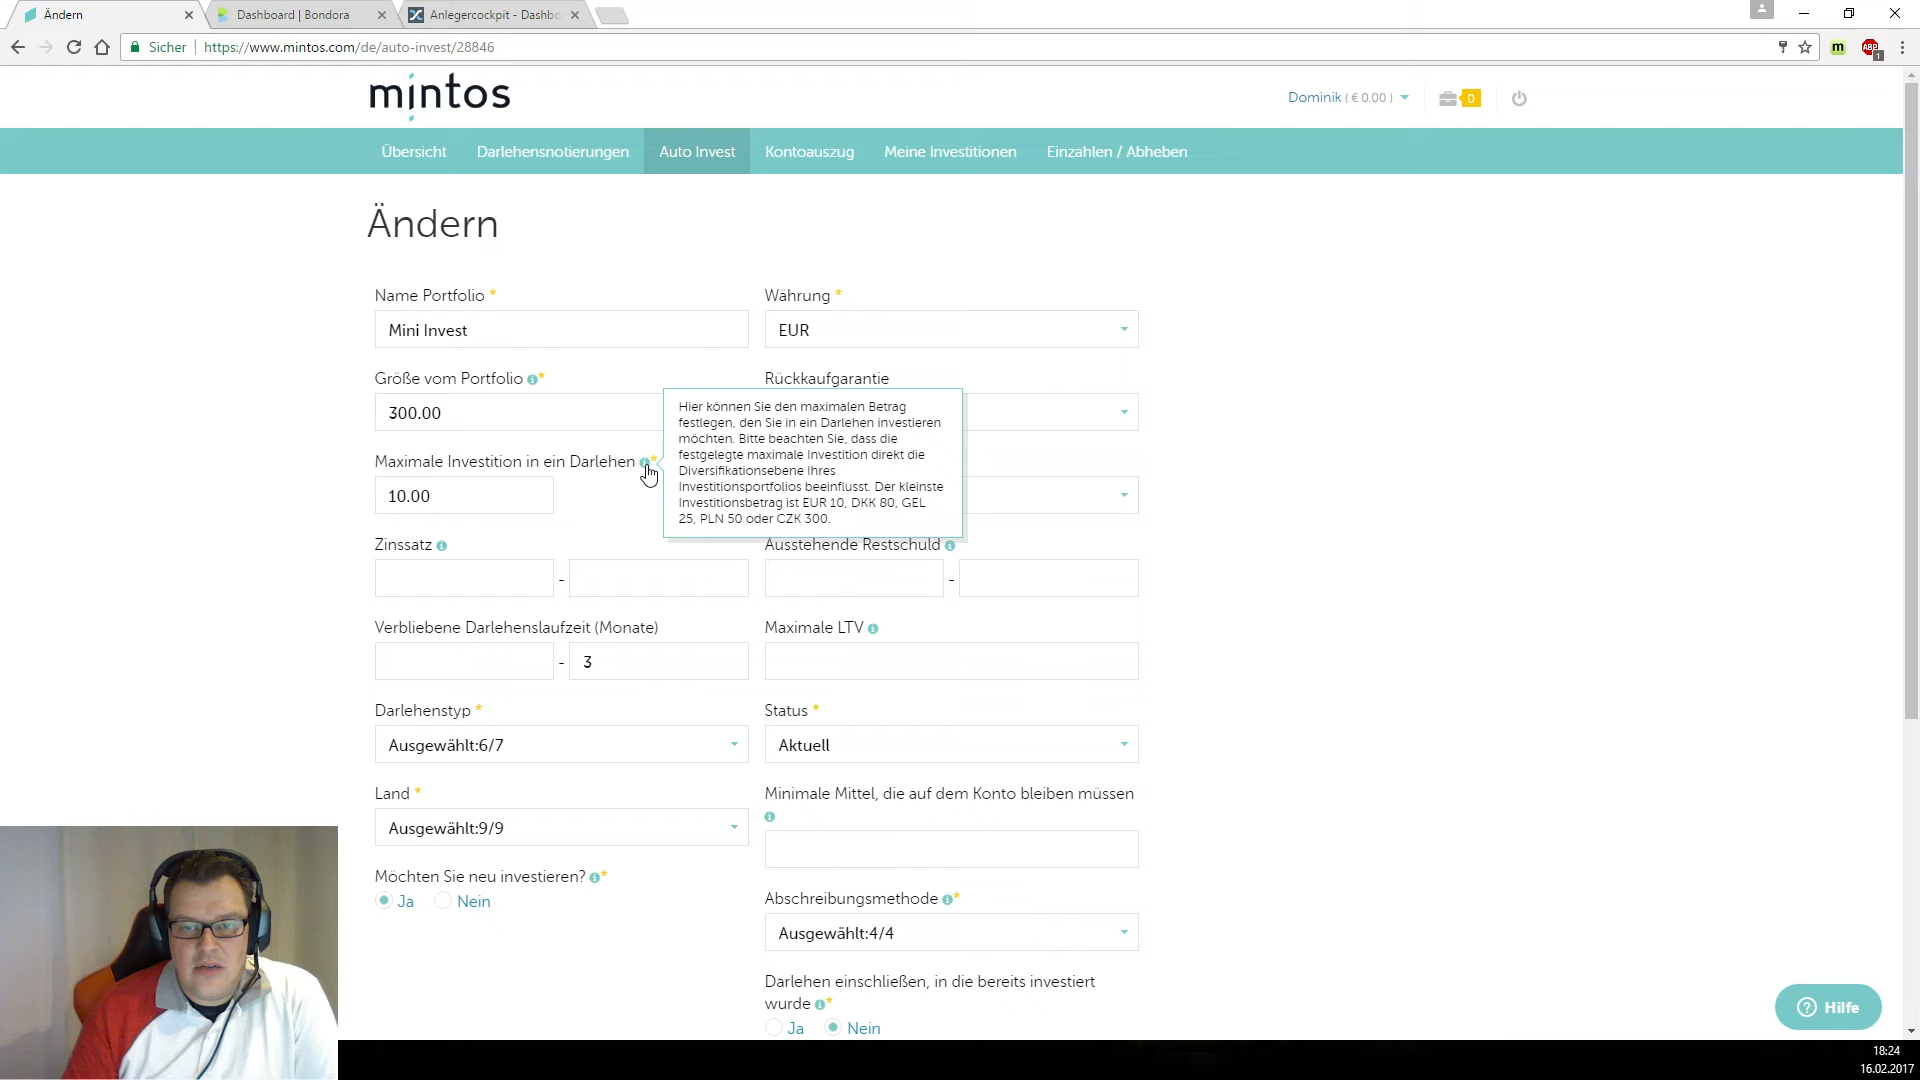 Ändern
Dashboard | Bondora
Anlegercockpit - Dashbo
Sicher
https://www.mintos.com/de/auto-invest/28846
m
ABP
1
mintos
Dominik ( € 0.00 )
0
Übersicht
Darlehensnotierungen
Auto Invest
Kontoauszug
Meine Investitionen
Einzahlen / Abheben
Ändern
Name Portfolio *
Währung *
Mini Invest
EUR
Größe vom Portfolio *
Rückkaufgarantie
300.00
Hier können Sie den maximalen Betrag
festlegen, den Sie in ein Darlehen investieren
möchten. Bitte beachten Sie, dass die
festgelegte maximale Investition direkt die
Diversifikationsebene Ihres
Investitionsportfolios beeinflusst. Der kleinste
Investitionsbetrag ist EUR 10, DKK 80, GEL
25, PLN 50 oder CZK 300.
Maximale Investition in ein Darlehen *
10.00
Zinssatz
Ausstehende Restschuld
-
-
Verbliebene Darlehenslaufzeit (Monate)
Maximale LTV
- 3
Darlehenstyp *
Status *
Ausgewählt:6/7
Aktuell
Land *
Minimale Mittel, die auf dem Konto bleiben müssen
Ausgewählt:9/9
Möchten Sie neu investieren? *
Ja Nein
Abschreibungsmethode *
Ausgewählt:4/4
Darlehen einschließen, in die bereits investiert
wurde *
Ja Nein
? Hilfe
18:24
16.02.2017